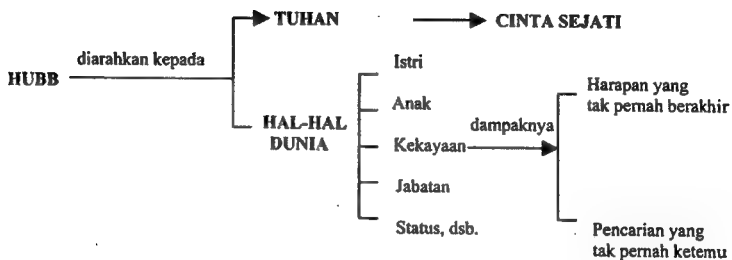 TUHAN
CINTA SEJATI
diarahkan kepada
HUBB
HAL-HAL
DUNIA
Istri
Anak
Kekayaan
Jabatan
Status, dsb.
dampaknya
Harapan yang
tak pernah berakhir
Pencarian yang
tak pernah ketemu